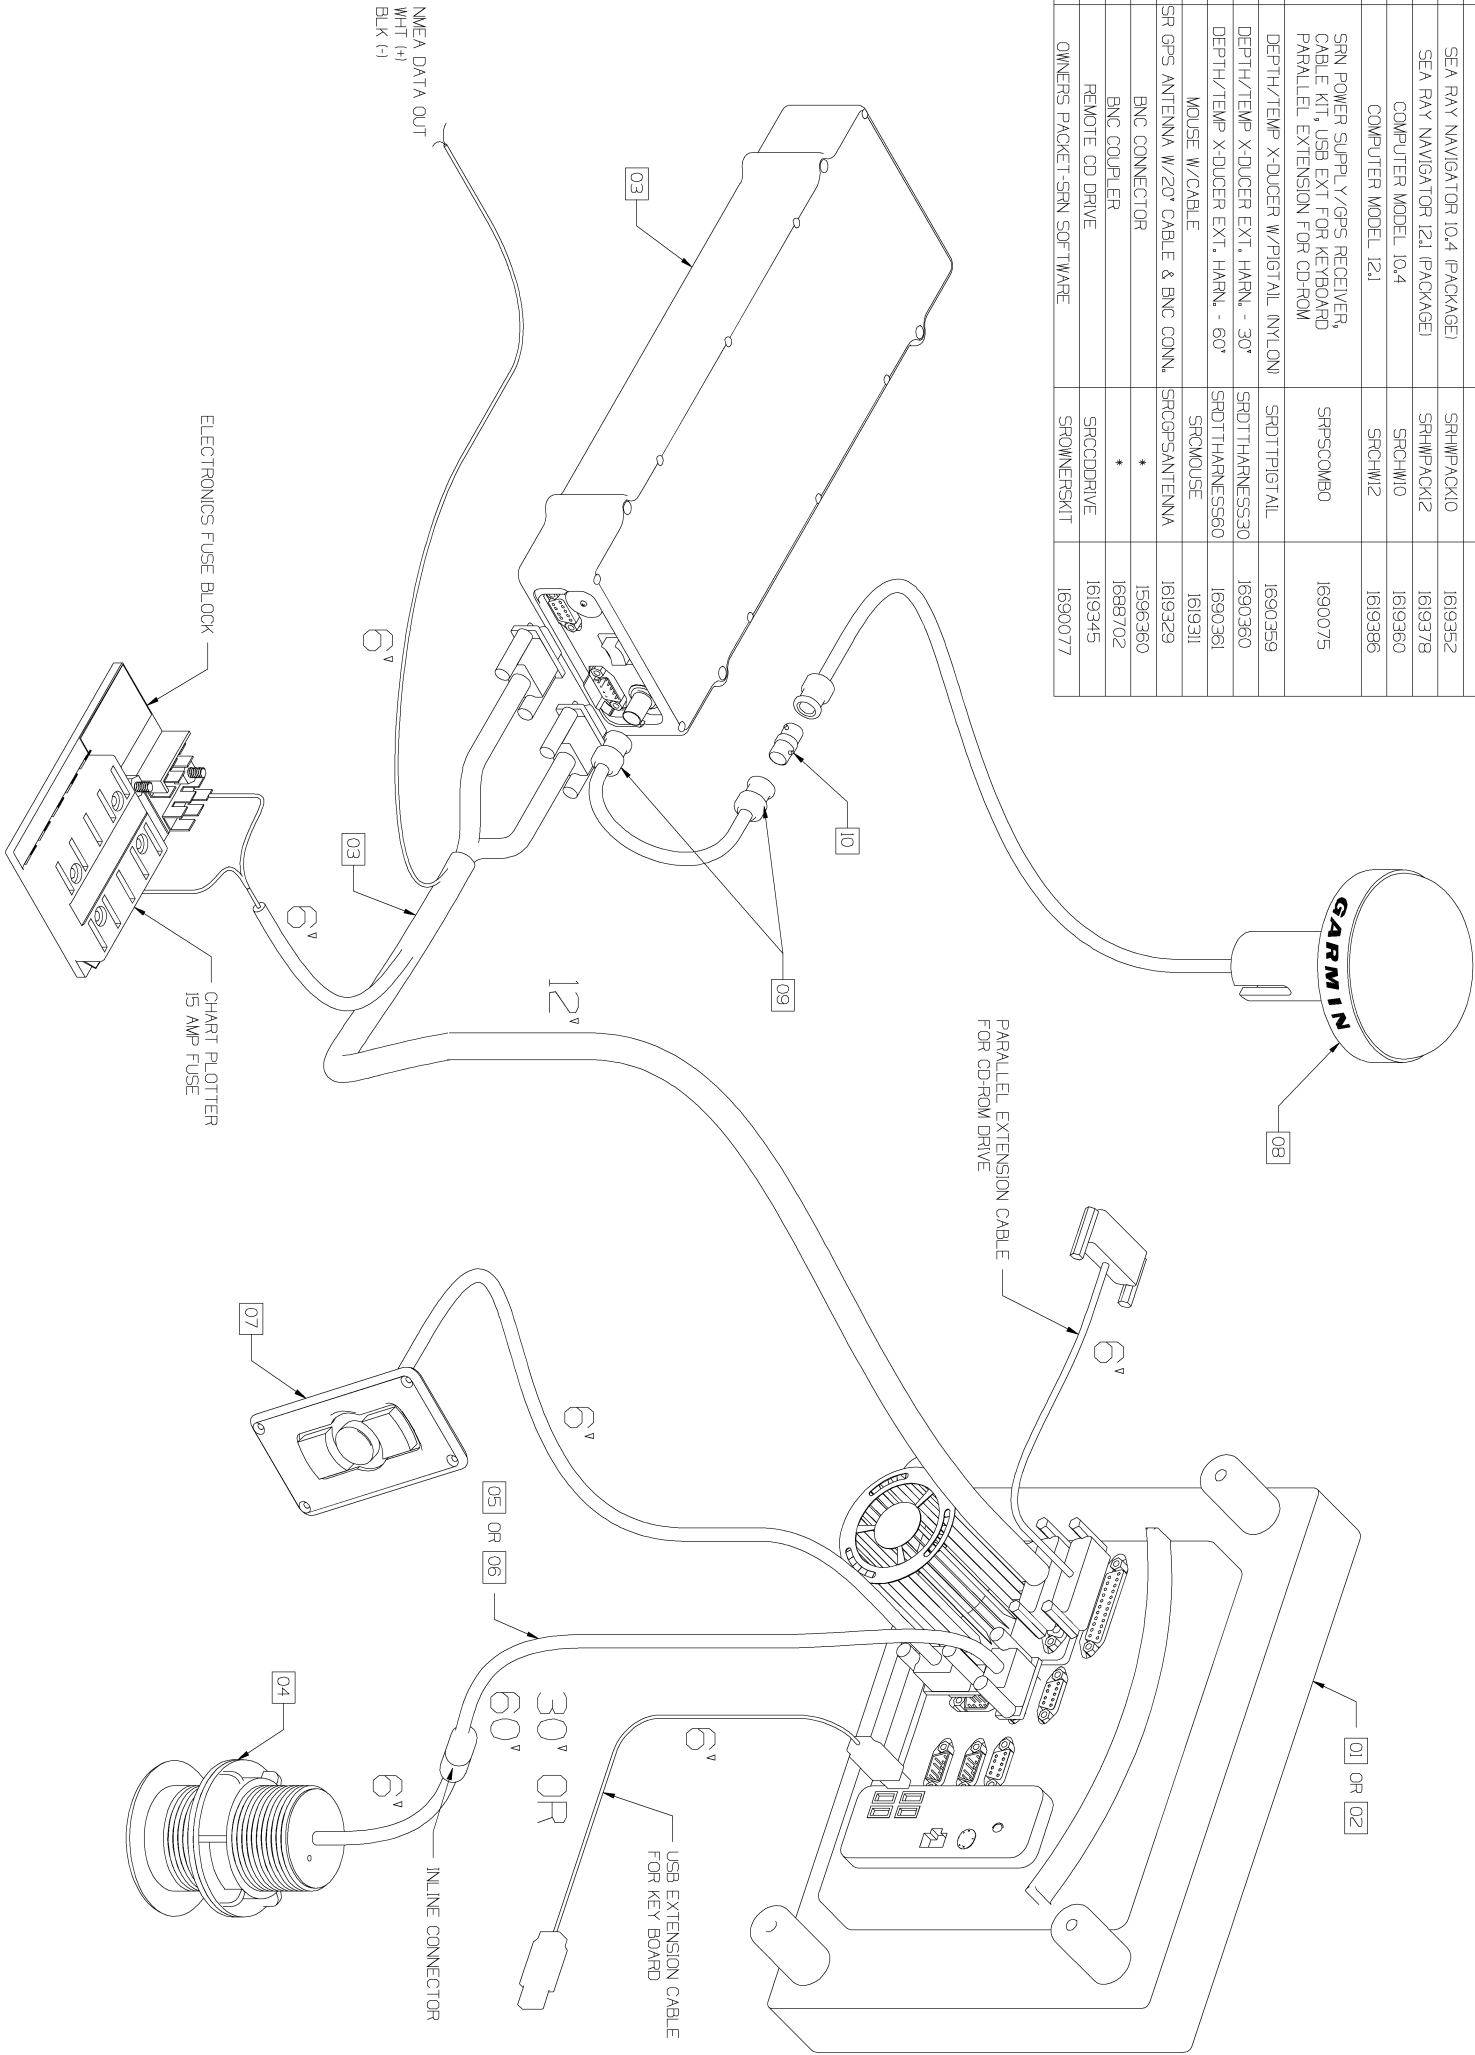 SEA RAY NAVIGATOR 10.4 (PACKAGE) SRHWPACK10 1619352
SEA RAY NAVIGATOR 12.1 (PACKAGE) SRHWPACK12 1619378
COMPUTER MODEL 10.4 SRCHW10 1619360
COMPUTER MODEL 12.1 SRCHW12 1619386
SRN POWER SUPPLY/GPS RECEIVER,
CABLE KIT, USB EXT FOR KEYBOARD
PARALLEL EXTENSION FOR CD-ROM
SRPSCOMBO 1690075
DEPTH/TEMP X-DUCER W/PIGTAIL (NYLON) SRDTTPIGTAIL 1690359
DEPTH/TEMP X-DUCER EXT. HARN. - 30' SRDTTHARNESS30 1690360
DEPTH/TEMP X-DUCER EXT. HARN. - 60' SRDTTHARNESS60 1690361
MOUSE W/CABLE SRCMOUSE 1619311
SR GPS ANTENNA W/20' CABLE & BNC CONN. SRCGPSANTENNA 1619329
BNC CONNECTOR * 1596360
BNC COUPLER * 1688702
REMOTE CD DRIVE SRCCDDRIVE 1619345
OWNERS PACKET-SRN SOFTWARE SROWNERSKIT 1690077
GARMIN
08
01 OR 02
PARALLEL EXTENSION CABLE
FOR CD-ROM DRIVE
6'
10
09
03
12'
NMEA DATA OUT
WHT (+)
BLK (-)
6'
03
6'
ELECTRONICS FUSE BLOCK
CHART PLOTTER
15 AMP FUSE
6'
07
05 OR 06
30' OR
60'
6'
USB EXTENSION CABLE
FOR KEY BOARD
6'
INLINE CONNECTOR
04